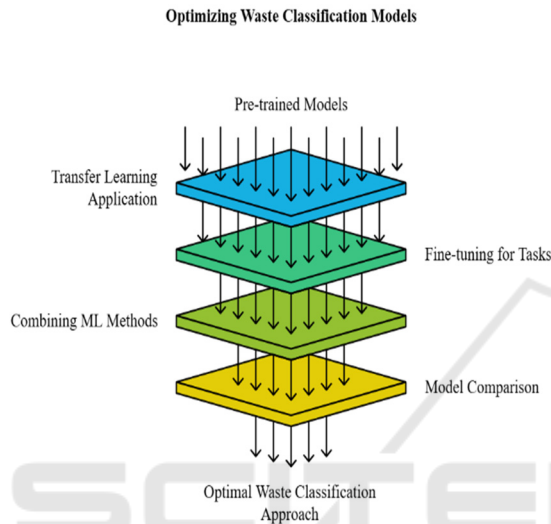 Optimizing Waste Classification Models
Pre-trained Models
Transfer Learning
Application
Fine-tuning for Tasks
Combining ML Methods
Model Comparison
Optimal Waste Classification
Approach